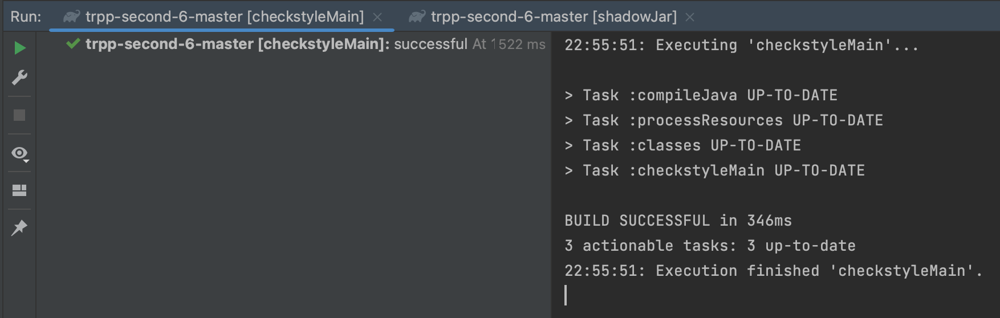 Run: trpp-second-6-master [checkstyleMain] trpp-second-6-master [shadowJar]
trpp-second-6-master [checkstyleMain]: successful At 522 ms
22:55:51: Executing 'checkstyleMain'...
> Task :compileJava UP-TO-DATE
> Task :processResources UP-TO-DATE
> Task :classes UP-TO-DATE
> Task :checkstyleMain UP-TO-DATE
BUILD SUCCESSFUL in 346ms
3 actionable tasks: 3 up-to-date
22:55:51: Execution finished 'checkstyleMain'.